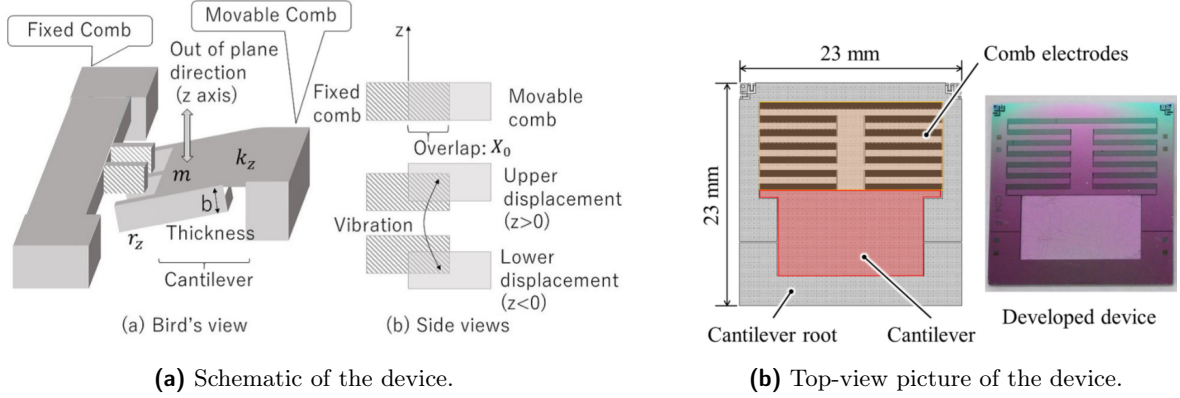 Fixed Comb
Movable Comb
Out of plane
direction
(z axis)
m
k_z
b
Thickness
r_z
Cantilever
(a) Bird's view
z
Fixed
comb
Movable
comb
Overlap: X_0
Upper
displacement
(z>0)
Vibration
Lower
displacement
(z<0)
(b) Side views
(a) Schematic of the device.
23 mm
Comb electrodes
23 mm
Cantilever root
Cantilever
Developed device
(b) Top-view picture of the device.